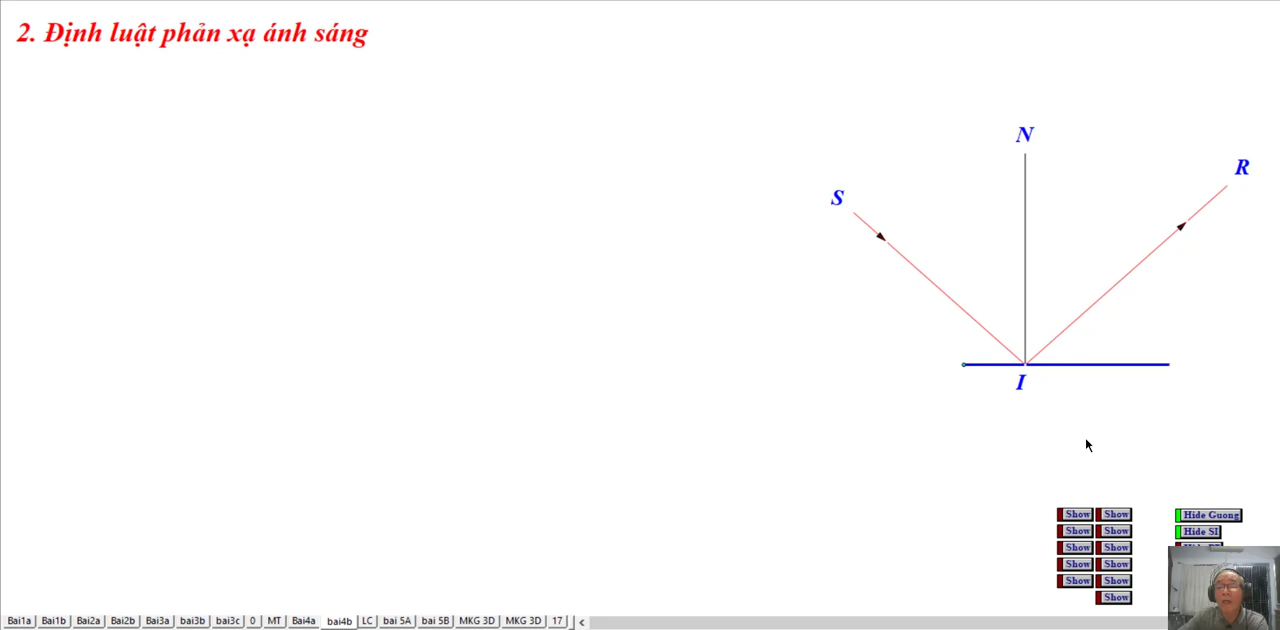 2. Định luật phản xạ ánh sáng
N
R
S
I
Show Show
Show Show
Show Show
Show Show
Show Show
Show
Hide Guong
Hide SI
Bai1a Bai1b Bai2a Bai2b Bai3a bai3b bai3c 0 MT Bai4a bai4b LC bai 5A bai 5B MKG 3D MKG 3D 17